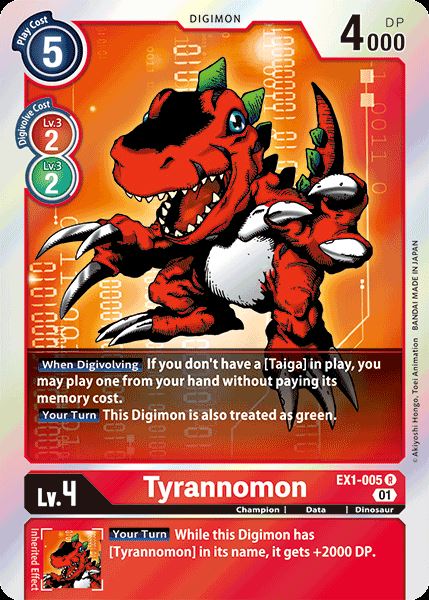 Play Cost
5
DIGIMON
DP
4000
Digivolve Cost
Lv.3
2
Lv.3
2
When Digivolving If you don't have a [Taiga] in play, you
may play one from your hand without paying its
memory cost.
Your Turn This Digimon is also treated as green.
©Akiyoshi Hongo, Toei Animation BANDAI MADE IN JAPAN
Lv.4
Tyrannomon
EX1-005 R
01
Champion | Data | Dinosaur
Inherited Effect
Your Turn While this Digimon has
[Tyrannomon] in its name, it gets +2000 DP.